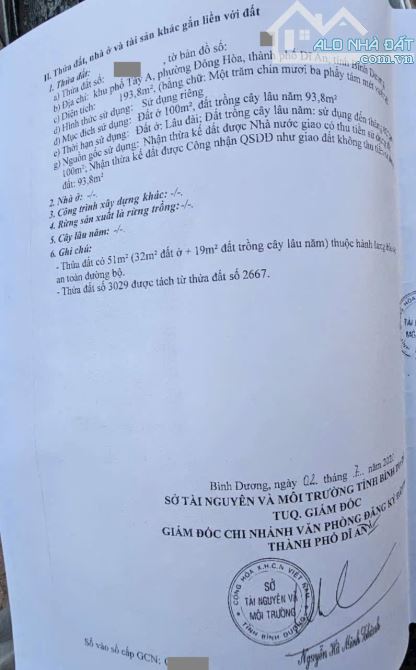 ALO NHÀ ĐẤT
II. Thửa đất, nhà ở và tài sản khác gắn liền với đất
1. Thửa đất:
a) Thửa đất số: , tờ bản đồ số:
b) Địa chỉ: khu phố Tây A, phường Đông Hòa, thành phố Dĩ An, tỉnh Bình Dương
c) Diện tích: 193,8m², (bằng chữ: Một trăm chín mươi ba phẩy tám mét vuông)
d) Hình thức sử dụng: Sử dụng riêng
đ) Mục đích sử dụng: Đất ở 100m², đất trồng cây lâu năm 93,8m²
e) Thời hạn sử dụng: Đất ở: Lâu dài; Đất trồng cây lâu năm: sử dụng đến tháng
g) Nguồn gốc sử dụng: Nhận thừa kế đất được Nhà nước giao có thu tiền sử dụng đất:
100m²; Nhận thừa kế đất được Công nhận QSDĐ như giao đất không thu tiền
đất: 93,8m²
2. Nhà ở: -/-.
3. Công trình xây dựng khác: -/-.
4. Rừng sản xuất là rừng trồng: -/-.
5. Cây lâu năm: -/-.
6. Ghi chú:
- Thửa đất có 51m² (32m² đất ở + 19m² đất trồng cây lâu năm) thuộc hành lang
an toàn đường bộ.
- Thửa đất số 3029 được tách từ thửa đất số 2667.
TÀI N
MÔI
Bình Dương, ngày 02 tháng 7 năm
SỞ TÀI NGUYÊN VÀ MÔI TRƯỜNG TỈNH BÌNH
TUQ. GIÁM ĐỐC
GIÁM ĐỐC CHI NHÁNH VĂN PHÒNG ĐĂNG KÝ
THÀNH PHỐ DĨ AN
CỘNG HÒA X.H.C.N VIỆT NAM
SỞ
TÀI NGUYÊN VÀ
MÔI TRƯỜNG
TỈNH BÌNH DƯƠNG
Nguyễn Hà Minh Khánh
Số vào sổ cấp GCN: